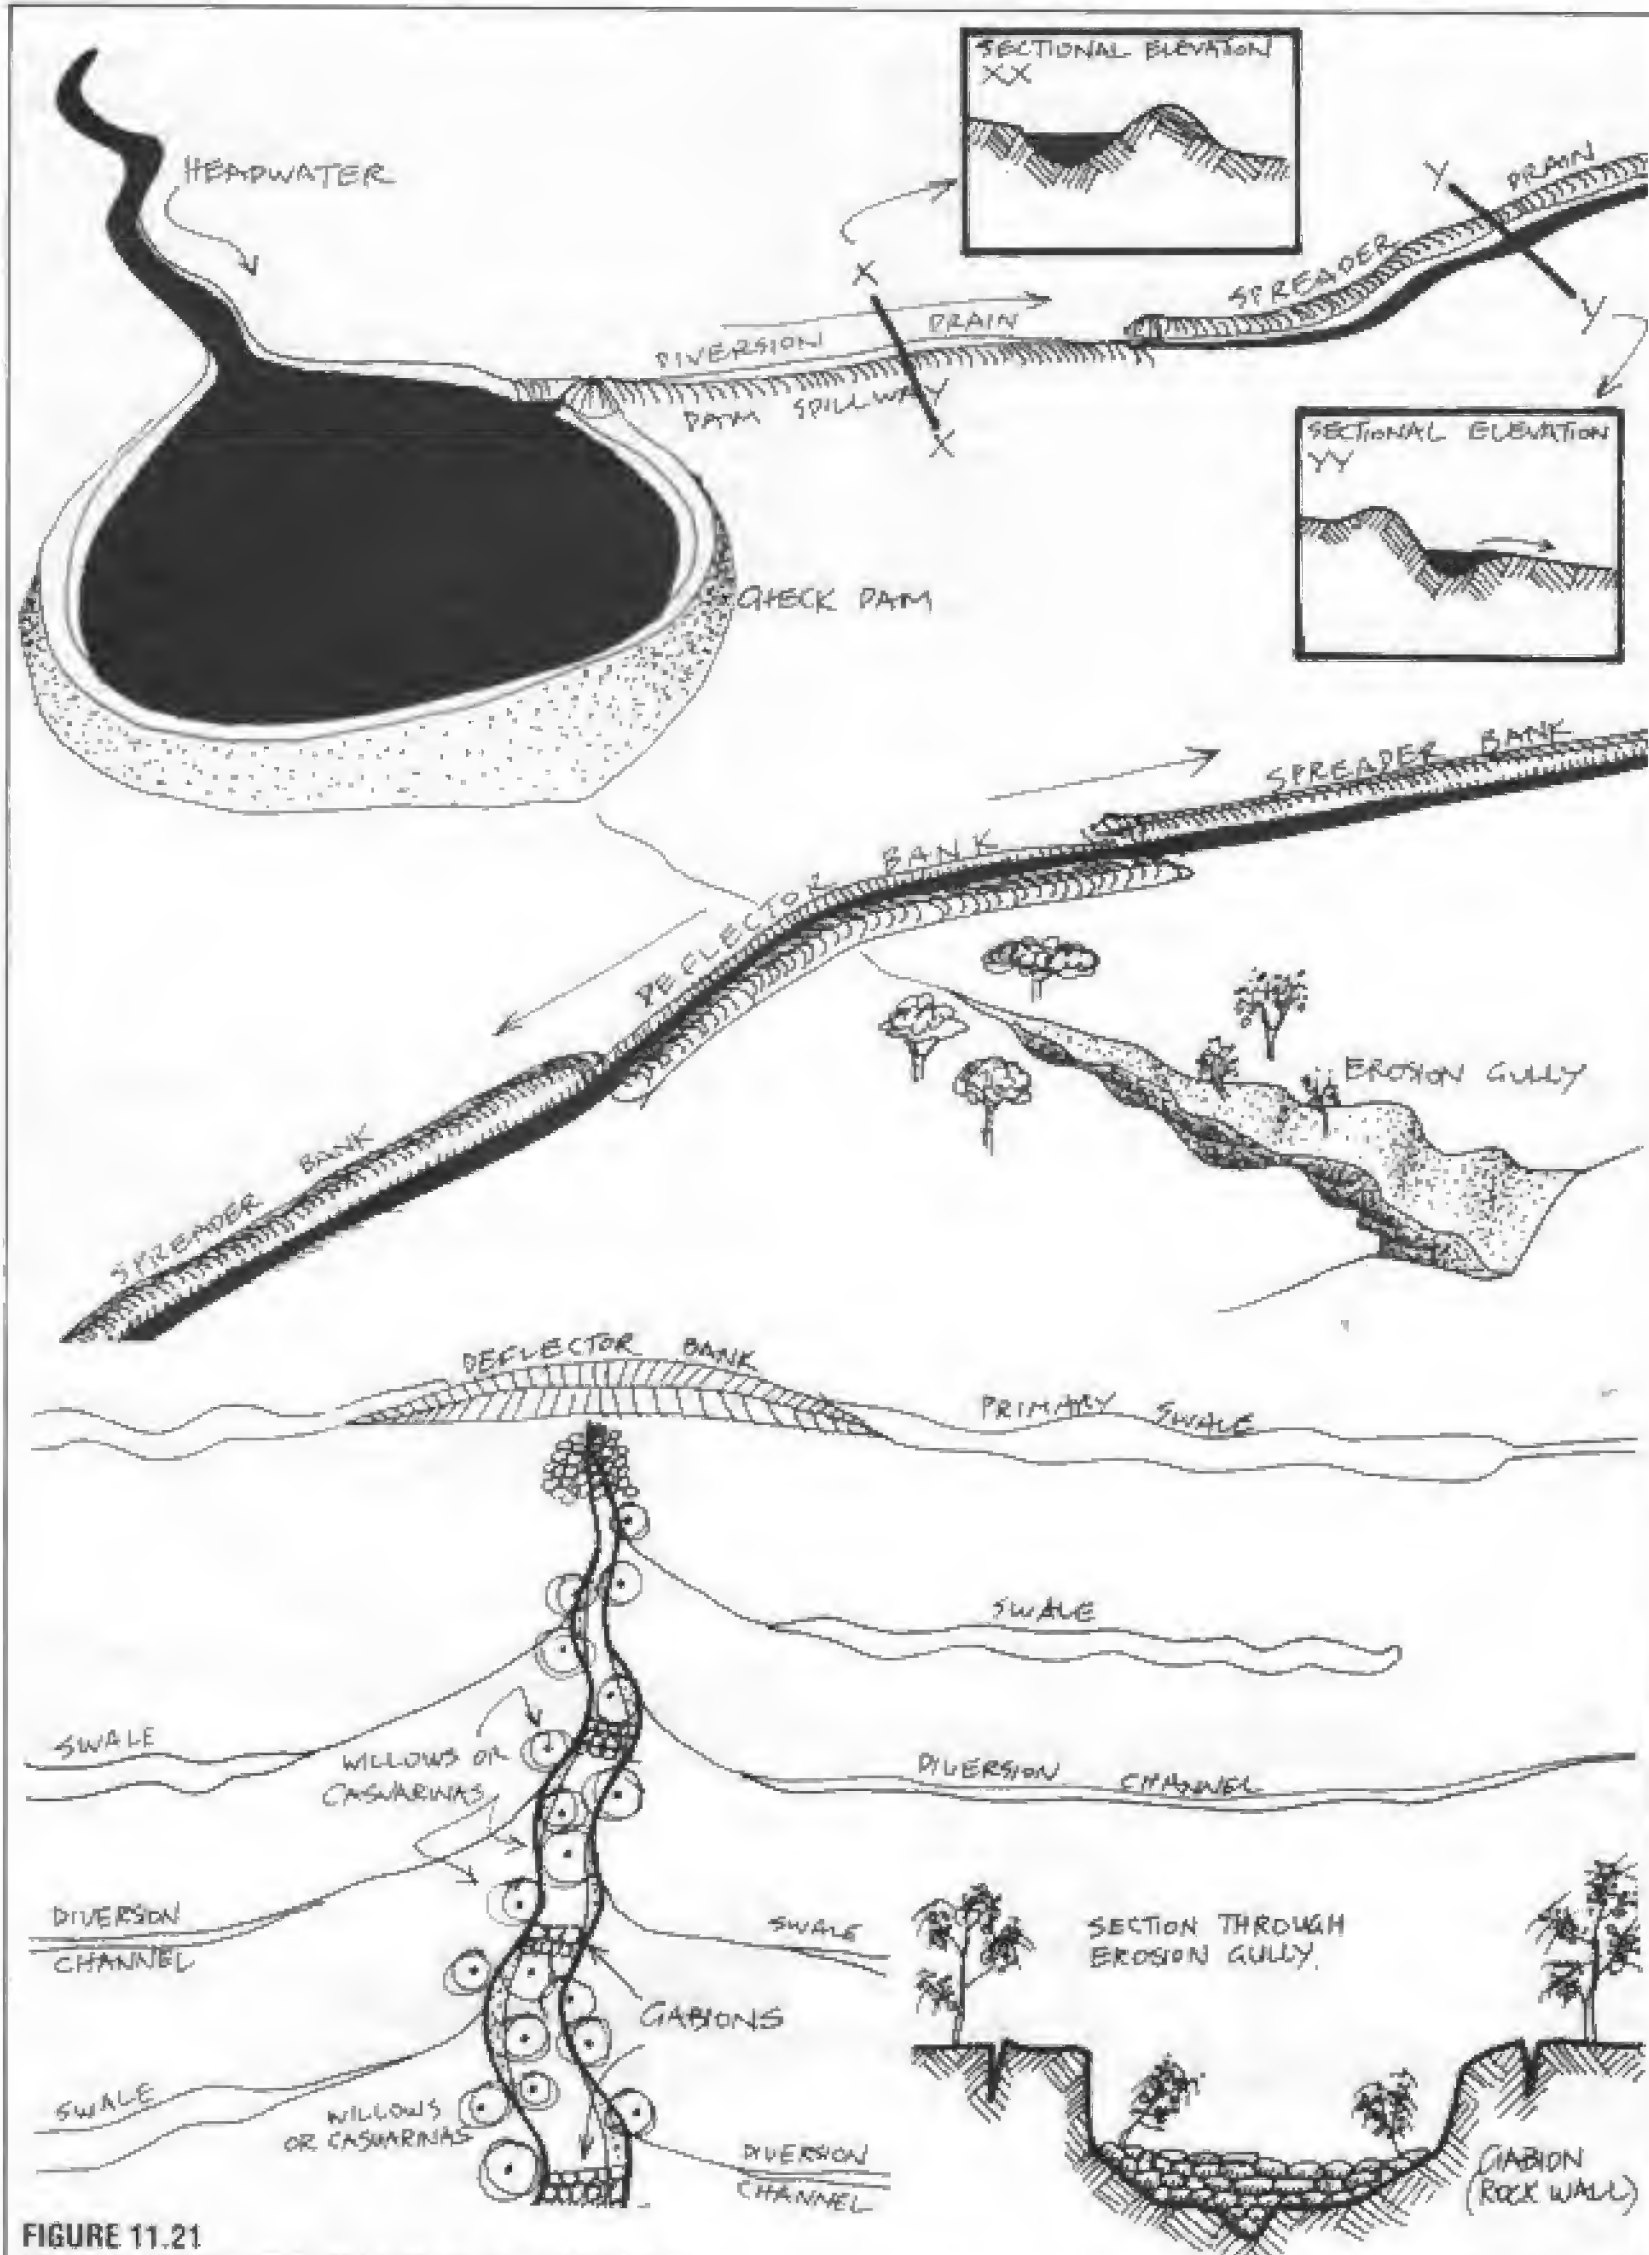 SECTIONAL ELEVATION
XX
HEADWATER
Y
DRAIN
SPREADER
X
Y
DIVERSION DRAIN
DAM SPILLWAY
X
SECTIONAL ELEVATION
YY
CHECK DAM
SPREADER BANK
DEFLECTOR BANK
EROSION GULLY
SPREADER BANK
DEFLECTOR BANK
PRIMARY SWALE
SWALE
SWALE
WILLOWS OR
CASUARINAS
DIVERSION CHANNEL
DIVERSION
CHANNEL
SWALE
SECTION THROUGH
EROSION GULLY.
GABIONS
SWALE
WILLOWS
OR CASUARINAS
DIVERSION
CHANNEL
GABION
(ROCK WALL)
FIGURE 11.21